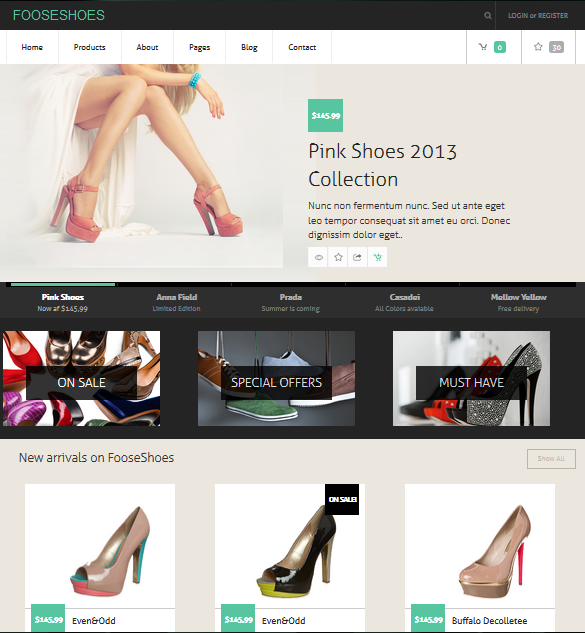 FOOSESHOES
LOGIN or REGISTER
Home Products About Pages Blog Contact 0 30
$145.99
Pink Shoes 2013
Collection
Nunc non fermentum nunc. Sed ut ante eget
leo tempor consequat sit amet eu orci. Donec
dignissim dolor eget..
Pink Shoes Anna Field Prada Casadei Mellow Yellow
Now at $145,99 Limited Edition Summer is coming All Colors available Free delivery
ON SALE SPECIAL OFFERS MUST HAVE
New arrivals on FooseShoes Show All
ON SALE!
$145.99 Even&Odd $145.99 Even&Odd $145.99 Buffalo Decolletee